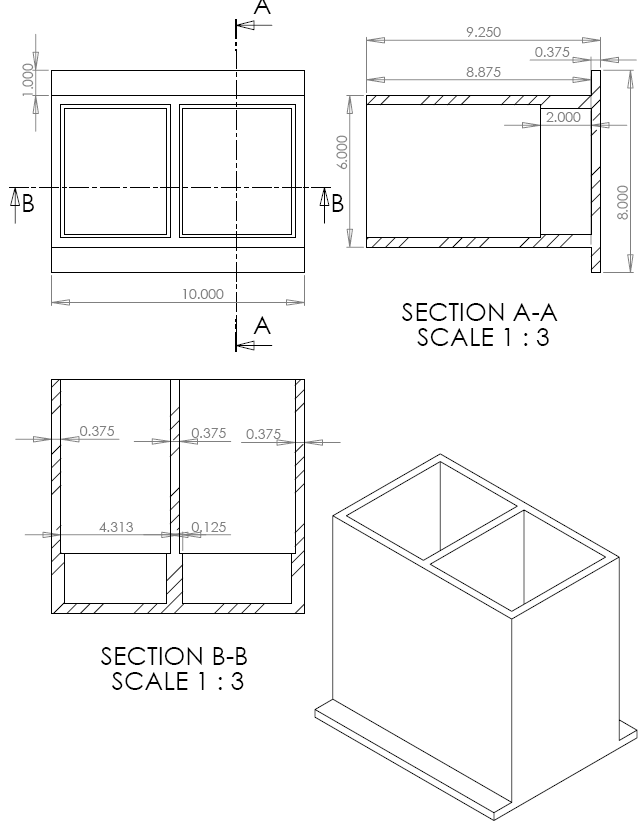 A
9.250
0.375
8.875
1.000
2.000
6.000
8.000
B
B
10.000
A
SECTION A-A
SCALE 1 : 3
0.375
0.375
0.375
4.313
0.125
SECTION B-B
SCALE 1 : 3